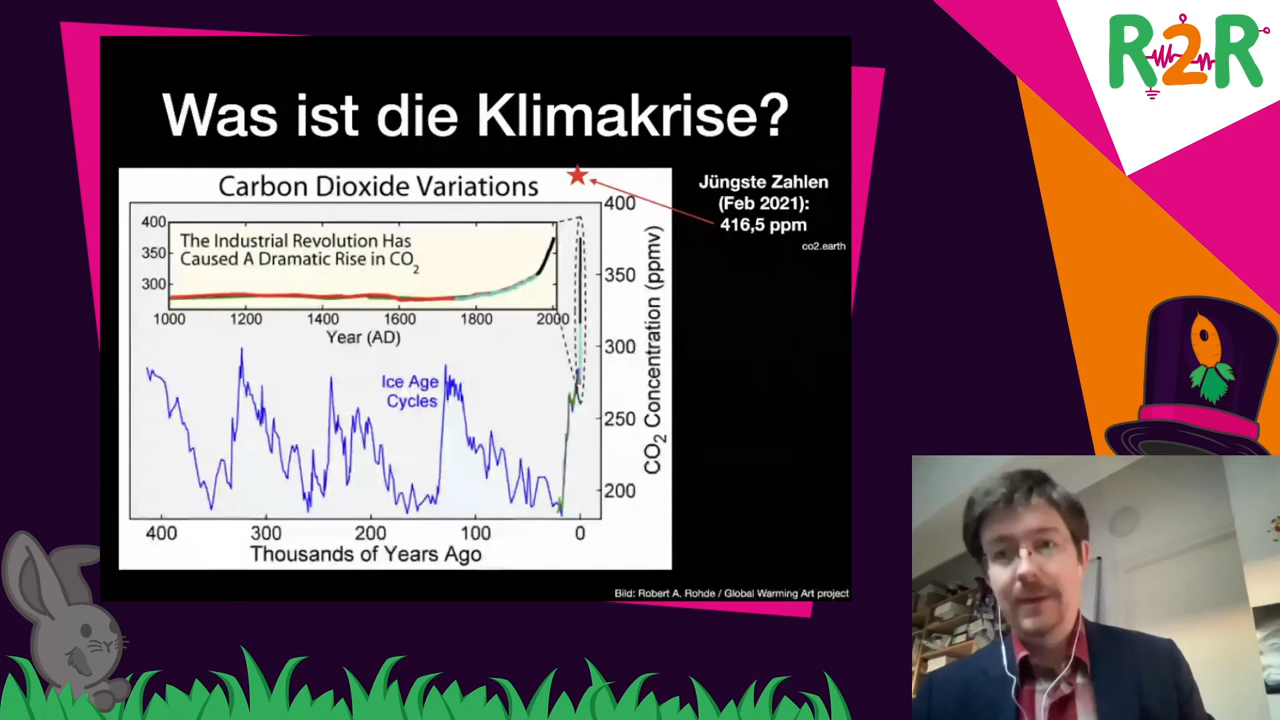 R2R
Was ist die Klimakrise?
Carbon Dioxide Variations
Jüngste Zahlen
(Feb 2021):
416,5 ppm
co2.earth
The Industrial Revolution Has
Caused A Dramatic Rise in CO2
400
350
300
1000 1200 1400 1600 1800 2000
Year (AD)
Ice Age
Cycles
400
350
300
250
200
CO2 Concentration (ppmv)
400 300 200 100 0
Thousands of Years Ago
Bild: Robert A. Rohde / Global Warming Art project